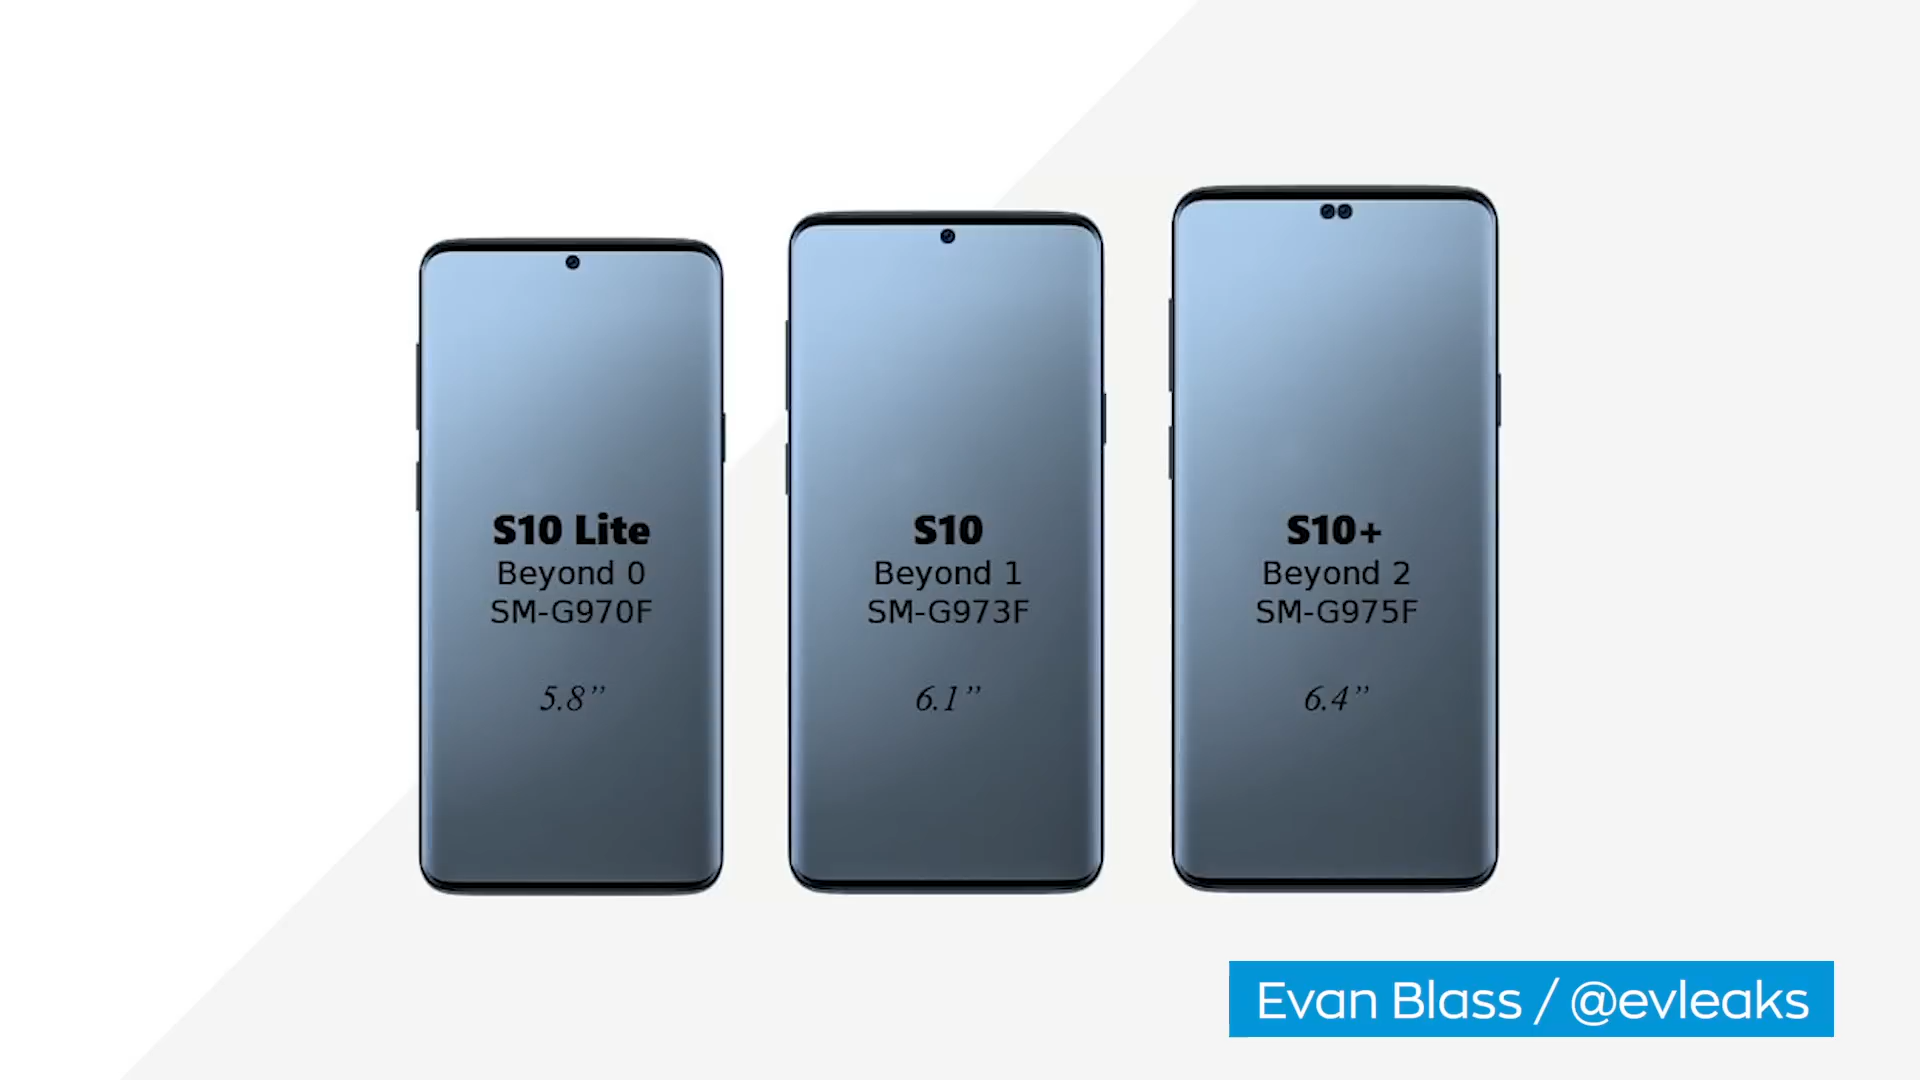 S10 Lite
Beyond 0
SM-G970F
5.8”
S10
Beyond 1
SM-G973F
6.1”
S10+
Beyond 2
SM-G975F
6.4”
Evan Blass / @evleaks